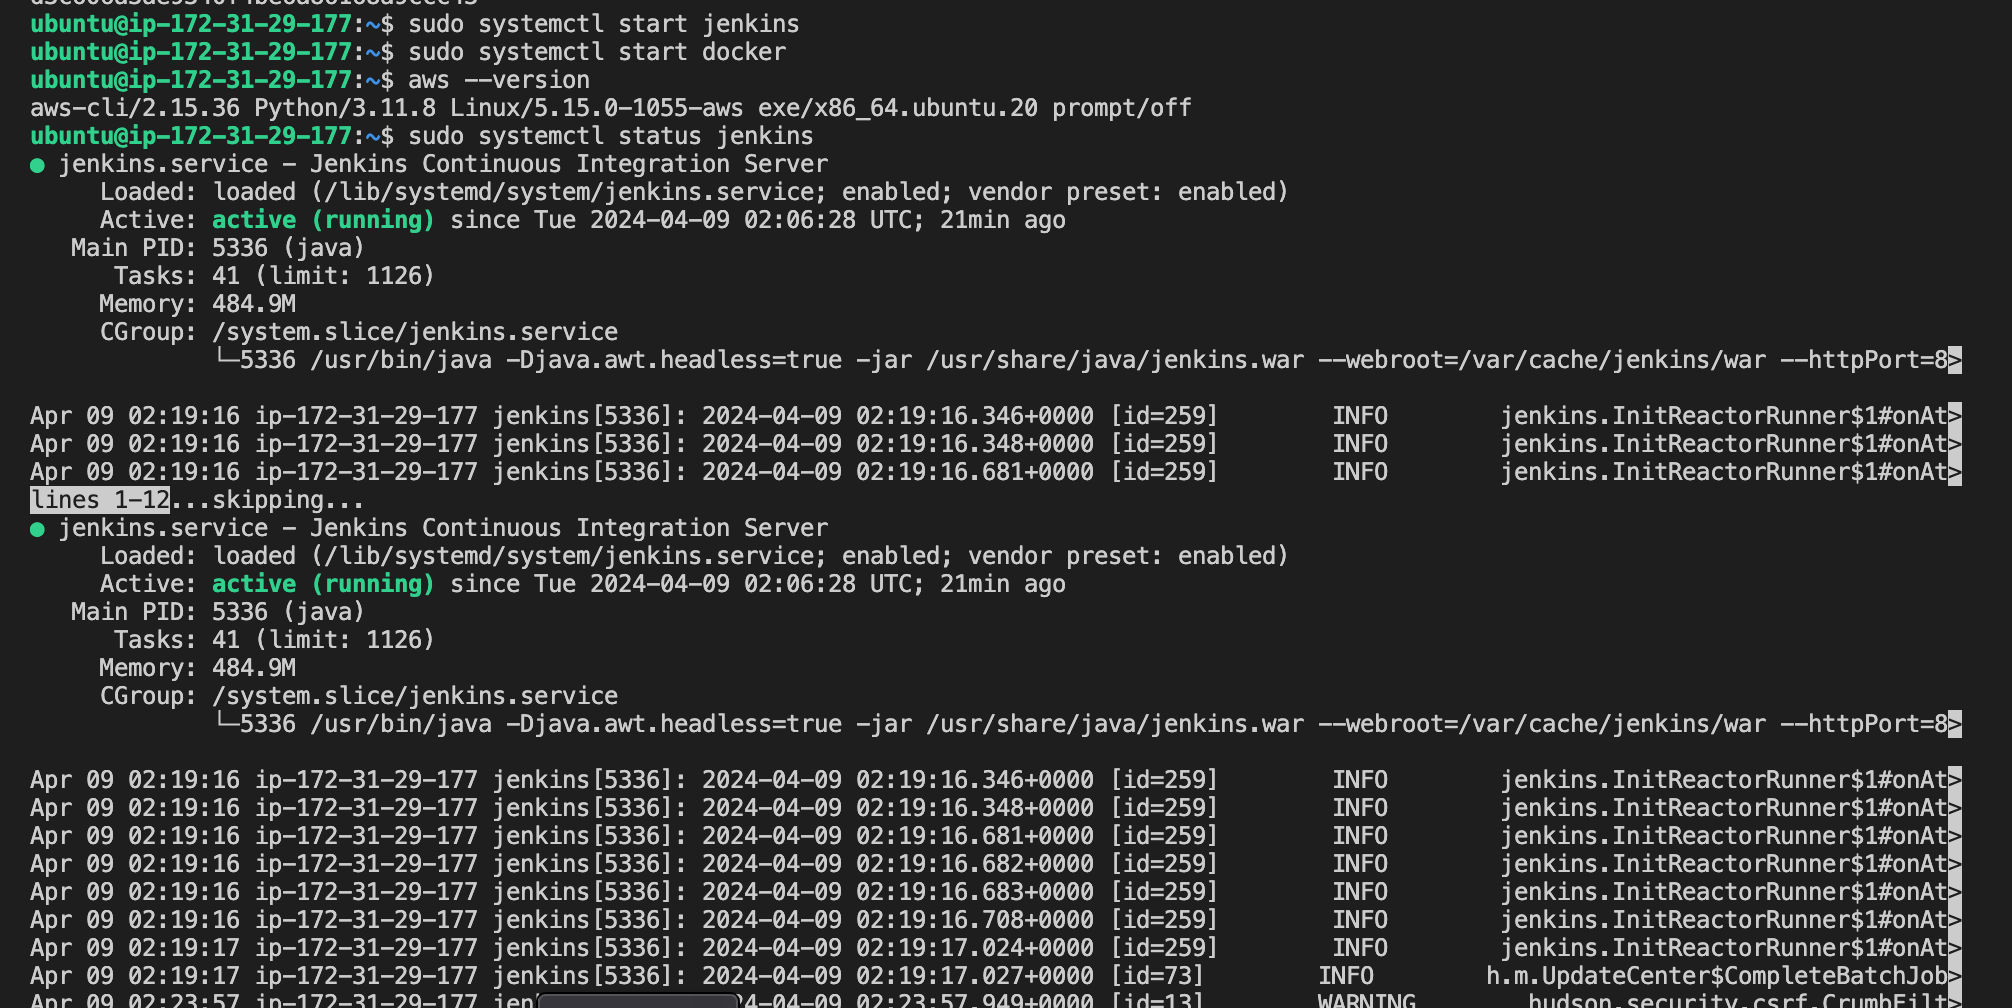 ubuntu@ip-172-31-29-177:~$ sudo systemctl start jenkins
ubuntu@ip-172-31-29-177:~$ sudo systemctl start docker
ubuntu@ip-172-31-29-177:~$ aws --version
aws-cli/2.15.36 Python/3.11.8 Linux/5.15.0-1055-aws exe/x86_64.ubuntu.20 prompt/off
ubuntu@ip-172-31-29-177:~$ sudo systemctl status jenkins
● jenkins.service - Jenkins Continuous Integration Server
     Loaded: loaded (/lib/systemd/system/jenkins.service; enabled; vendor preset: enabled)
     Active: active (running) since Tue 2024-04-09 02:06:28 UTC; 21min ago
   Main PID: 5336 (java)
      Tasks: 41 (limit: 1126)
     Memory: 484.9M
     CGroup: /system.slice/jenkins.service
             └─5336 /usr/bin/java -Djava.awt.headless=true -jar /usr/share/java/jenkins.war --webroot=/var/cache/jenkins/war --httpPort=8>
Apr 09 02:19:16 ip-172-31-29-177 jenkins[5336]: 2024-04-09 02:19:16.346+0000 [id=259]        INFO        jenkins.InitReactorRunner$1#onAt>
Apr 09 02:19:16 ip-172-31-29-177 jenkins[5336]: 2024-04-09 02:19:16.348+0000 [id=259]        INFO        jenkins.InitReactorRunner$1#onAt>
Apr 09 02:19:16 ip-172-31-29-177 jenkins[5336]: 2024-04-09 02:19:16.681+0000 [id=259]        INFO        jenkins.InitReactorRunner$1#onAt>
lines 1-12...skipping...
● jenkins.service - Jenkins Continuous Integration Server
     Loaded: loaded (/lib/systemd/system/jenkins.service; enabled; vendor preset: enabled)
     Active: active (running) since Tue 2024-04-09 02:06:28 UTC; 21min ago
   Main PID: 5336 (java)
      Tasks: 41 (limit: 1126)
     Memory: 484.9M
     CGroup: /system.slice/jenkins.service
             └─5336 /usr/bin/java -Djava.awt.headless=true -jar /usr/share/java/jenkins.war --webroot=/var/cache/jenkins/war --httpPort=8>
Apr 09 02:19:16 ip-172-31-29-177 jenkins[5336]: 2024-04-09 02:19:16.346+0000 [id=259]        INFO        jenkins.InitReactorRunner$1#onAt>
Apr 09 02:19:16 ip-172-31-29-177 jenkins[5336]: 2024-04-09 02:19:16.348+0000 [id=259]        INFO        jenkins.InitReactorRunner$1#onAt>
Apr 09 02:19:16 ip-172-31-29-177 jenkins[5336]: 2024-04-09 02:19:16.681+0000 [id=259]        INFO        jenkins.InitReactorRunner$1#onAt>
Apr 09 02:19:16 ip-172-31-29-177 jenkins[5336]: 2024-04-09 02:19:16.682+0000 [id=259]        INFO        jenkins.InitReactorRunner$1#onAt>
Apr 09 02:19:16 ip-172-31-29-177 jenkins[5336]: 2024-04-09 02:19:16.683+0000 [id=259]        INFO        jenkins.InitReactorRunner$1#onAt>
Apr 09 02:19:16 ip-172-31-29-177 jenkins[5336]: 2024-04-09 02:19:16.708+0000 [id=259]        INFO        jenkins.InitReactorRunner$1#onAt>
Apr 09 02:19:17 ip-172-31-29-177 jenkins[5336]: 2024-04-09 02:19:17.024+0000 [id=259]        INFO        jenkins.InitReactorRunner$1#onAt>
Apr 09 02:19:17 ip-172-31-29-177 jenkins[5336]: 2024-04-09 02:19:17.027+0000 [id=73]        INFO        h.m.UpdateCenter$CompleteBatchJob>
Apr 09 02:23:57 ip-172-31-29-177 jen 02:23:57.949+0000 [id=13]        WARNING        hudson.security.csrf.CrumbFilt>